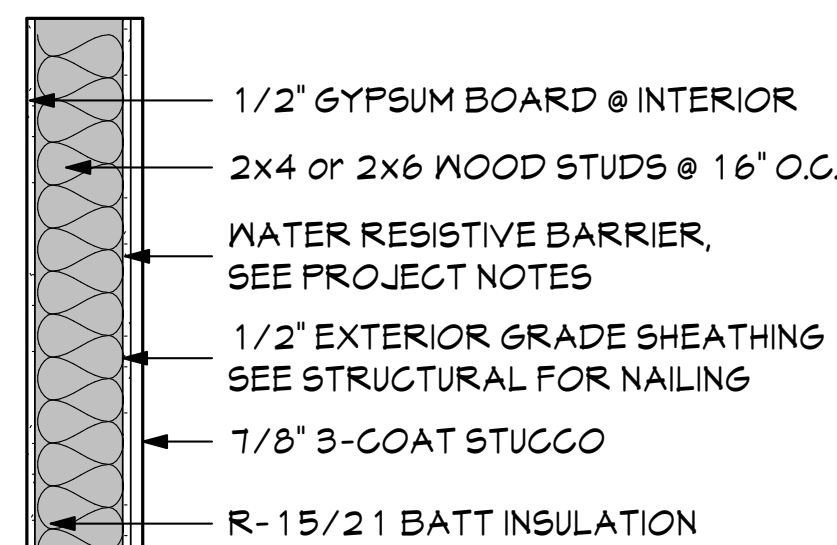 1/2" GYPSUM BOARD @ INTERIOR
2x4 or 2x6 WOOD STUDS @ 16" O.C.
WATER RESISTIVE BARRIER,
SEE PROJECT NOTES
1/2" EXTERIOR GRADE SHEATHING
SEE STRUCTURAL FOR NAILING
7/8" 3-COAT STUCCO
R-15/21 BATT INSULATION